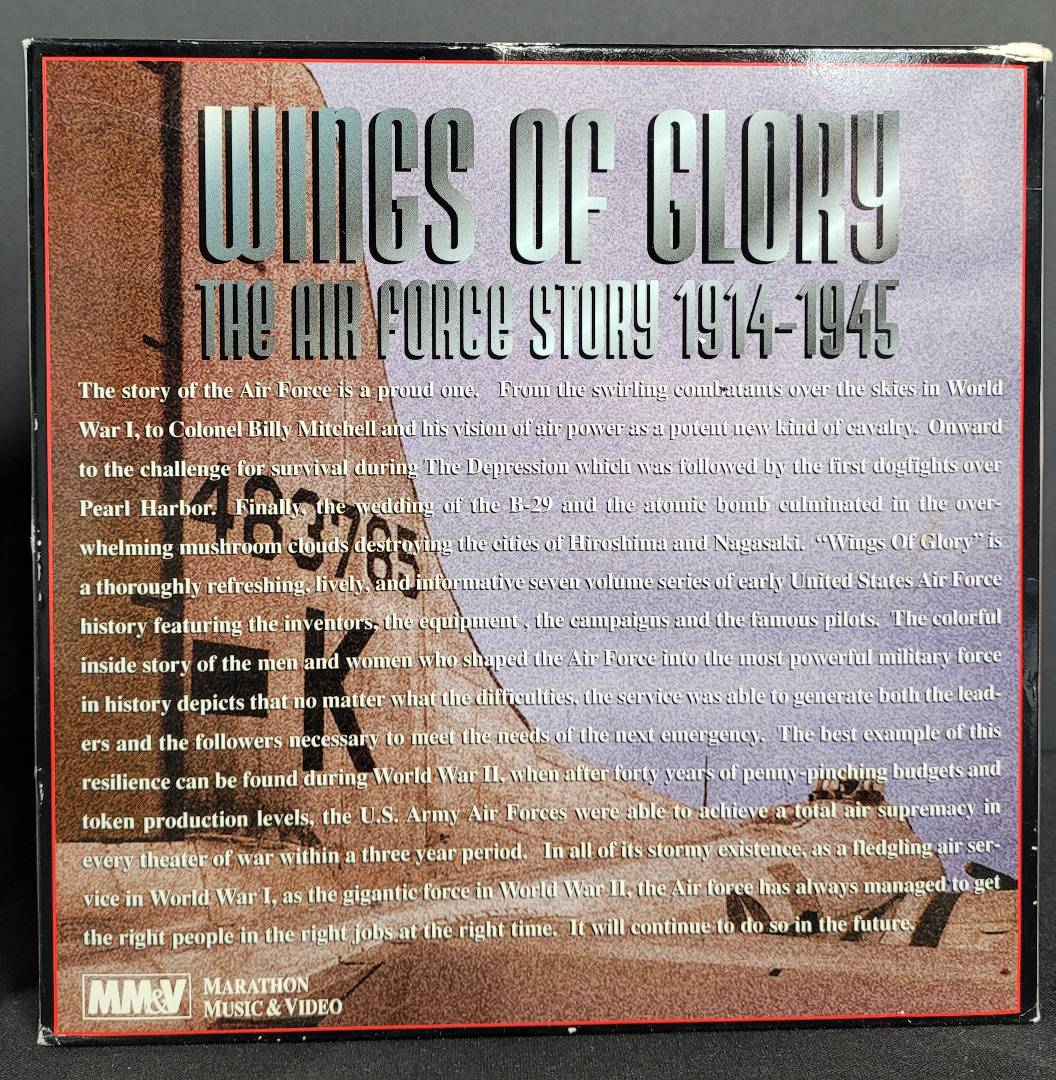 WINGS OF GLORY
THE AIR FORCE STORY 1914-1945
The story of the Air Force is a proud one. From the swirling combatants over the skies in World
War I, to Colonel Billy Mitchell and his vision of air power as a potent new kind of cavalry. Onward
to the challenge for survival during The Depression which was followed by the first dogfights over
Pearl Harbor. Finally, the wedding of the B-29 and the atomic bomb culminated in the over-
whelming mushroom clouds destroying the cities of Hiroshima and Nagasaki. “Wings Of Glory” is
a thoroughly refreshing, lively, and informative seven volume series of early United States Air Force
history featuring the inventors, the equipment , the campaigns and the famous pilots. The colorful
inside story of the men and women who shaped the Air Force into the most powerful military force
in history depicts that no matter what the difficulties, the service was able to generate both the lead-
ers and the followers necessary to meet the needs of the next emergency. The best example of this
resilience can be found during World War II, when after forty years of penny-pinching budgets and
token production levels, the U.S. Army Air Forces were able to achieve a total air supremacy in
every theater of war within a three year period. In all of its stormy existence, as a fledgling air ser-
vice in World War I, as the gigantic force in World War II, the Air force has always managed to get
the right people in the right jobs at the right time. It will continue to do so in the future.
483765
-K
MM&V
MARATHON
MUSIC & VIDEO